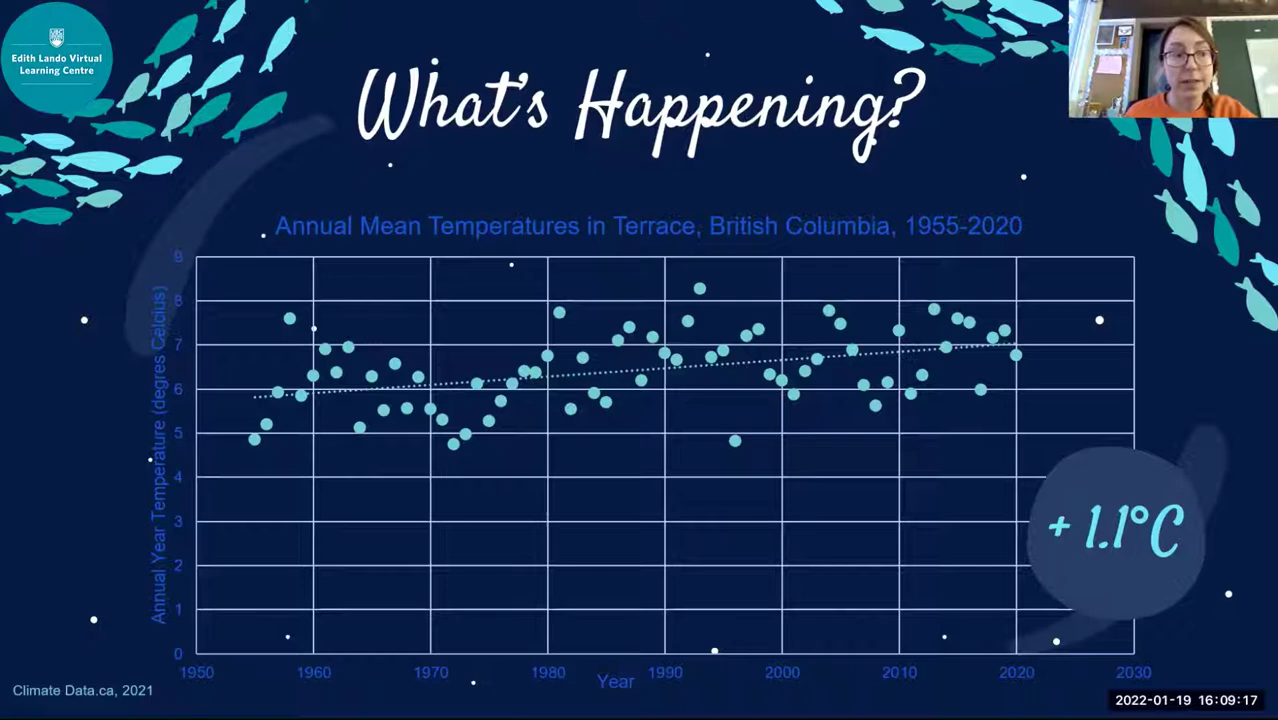 UBC
Edith Lando Virtual
Learning Centre
What's Happening?
Annual Mean Temperatures in Terrace, British Columbia, 1955-2020
Annual Year Temperature (degres Celcius)
9
8
7
6
5
4
3
2
1
0
1950 1960 1970 1980 1990 2000 2010 2020 2030
Year
+ 1.1°C
Climate Data.ca, 2021
2022-01-19 16:09:17